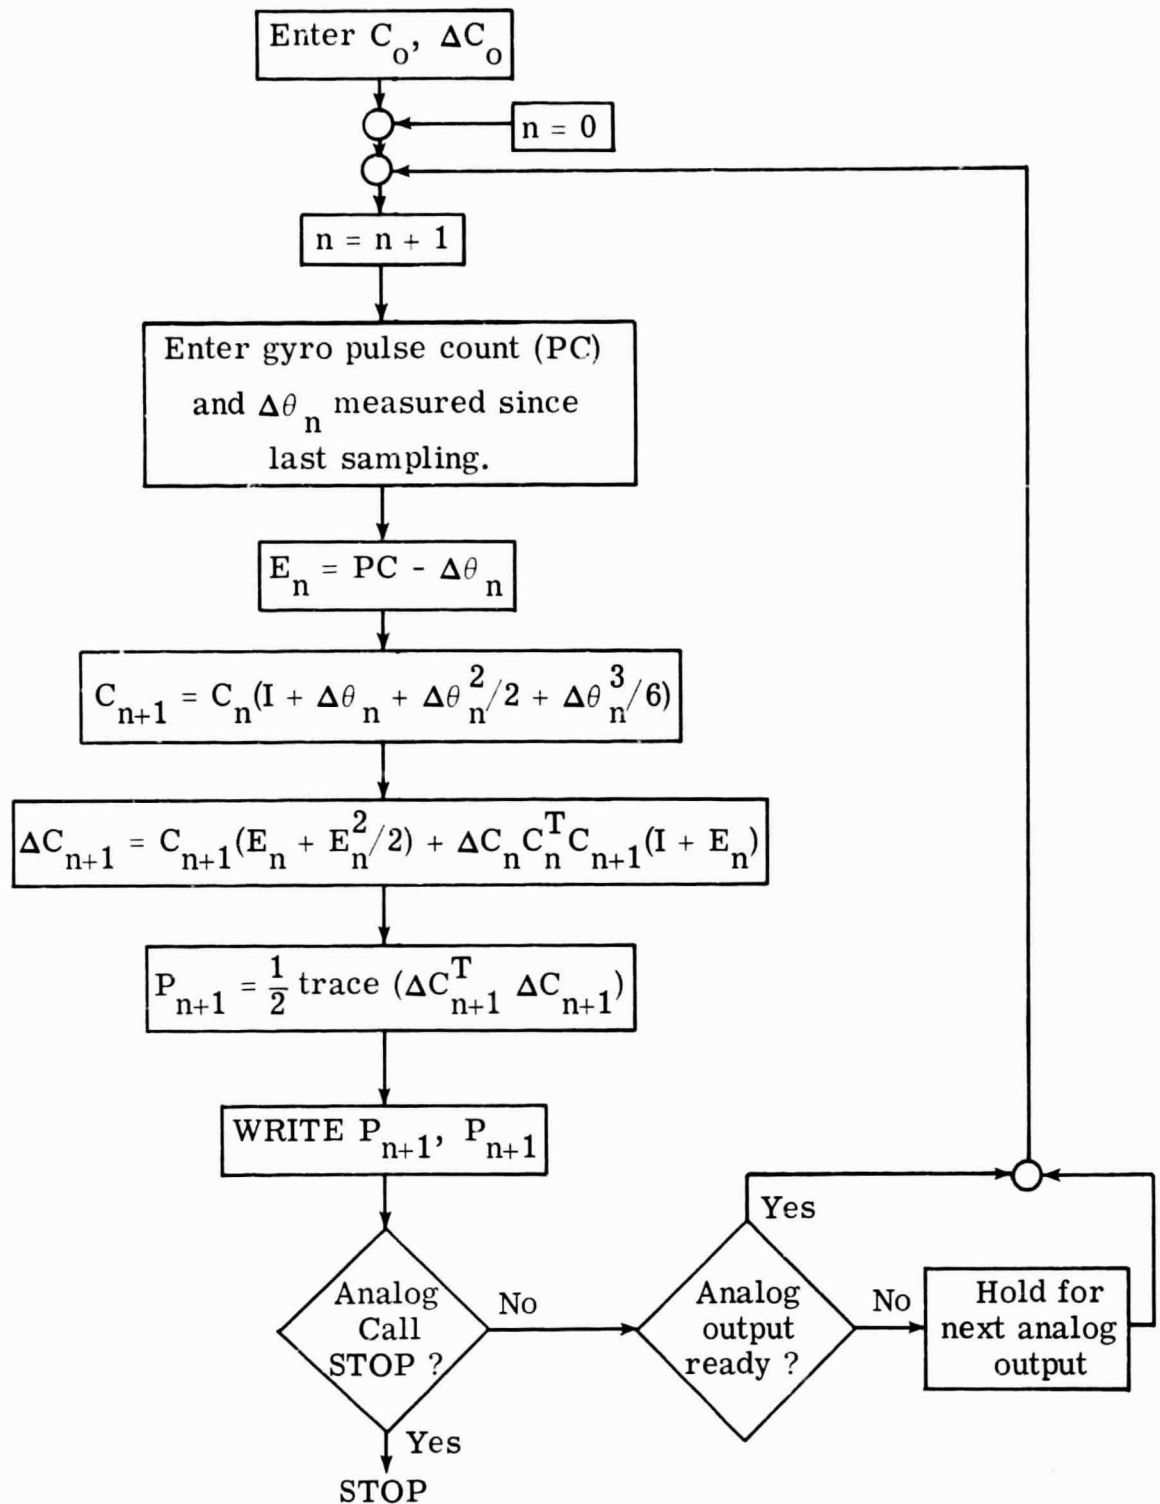 Enter C_o, ΔC_o
n = 0
n = n + 1
Enter gyro pulse count (PC)
and Δθ_n measured since
last sampling.
E_n = PC - Δθ_n
C_{n+1} = C_n(I + Δθ_n + Δθ_n^2/2 + Δθ_n^3/6)
ΔC_{n+1} = C_{n+1}(E_n + E_n^2/2) + ΔC_n C_n^T C_{n+1}(I + E_n)
P_{n+1} = 1/2 trace (ΔC_{n+1}^T ΔC_{n+1})
WRITE P_{n+1}, P_{n+1}
Analog
Call
STOP ?
No
Yes
STOP
Analog
output
ready ?
Yes
No
Hold for
next analog
output